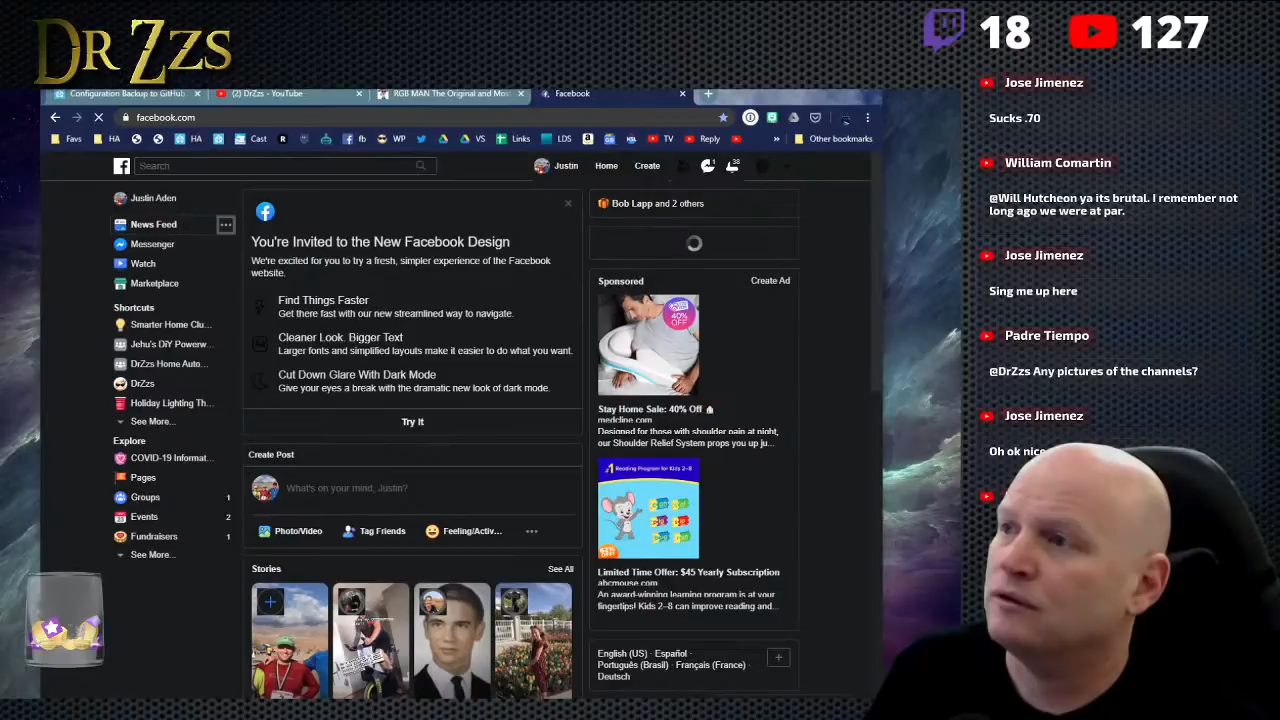 DR ZZS
18
127
Configuration Backup to GitHub
(2) DrZzs - YouTube
RGB MAN The Original and Mo
Facebook
facebook.com
Favs
HA
HA
Cast
fb
WP
VS
Links
LDS
TV
Reply
Other bookmarks
Search
Justin
Home
Create
1
38
Justin Aden
News Feed
Messenger
Watch
Marketplace
Shortcuts
Smarter Home Clu...
Jehu's DiY Powerw...
DrZzs Home Auto...
DrZzs
Holiday Lighting Th...
See More...
Explore
COVID-19 Informat...
Pages
Groups 1
Events 2
Fundraisers 1
See More...
You're Invited to the New Facebook Design
We're excited for you to try a fresh, simpler experience of the Facebook
website.
Find Things Faster
Get there fast with our new streamlined way to navigate.
Cleaner Look. Bigger Text
Larger fonts and simplified layouts make it easier to do what you want.
Cut Down Glare With Dark Mode
Give your eyes a break with the dramatic new look of dark mode.
Try It
Create Post
What's on your mind, Justin?
Photo/Video
Tag Friends
Feeling/Activ...
Stories
See All
Bob Lapp and 2 others
Sponsored
Create Ad
40%
OFF
Stay Home Sale: 40% Off
medcline.com
Designed for those with shoulder pain at night,
our Shoulder Relief System props you up ju...
#1 Reading Program for Kids 2-8
Limited Time Offer: $45 Yearly Subscription
abcmouse.com
An award-winning learning program is at your
fingertips! Kids 2–8 can improve reading and...
English (US) · Español ·
Português (Brasil) · Français (France) ·
Deutsch
Jose Jimenez
Sucks .70
William Comartin
@Will Hutcheon ya its brutal. I remember not
long ago we were at par.
Jose Jimenez
Sing me up here
Padre Tiempo
@DrZzs Any pictures of the channels?
Jose Jimenez
Oh ok nice